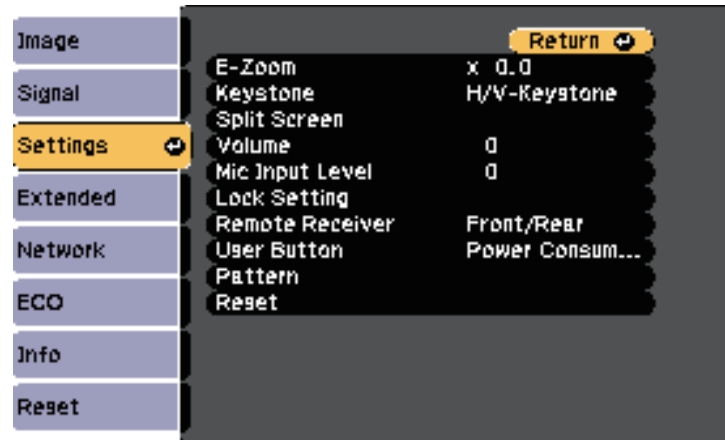 Image
Signal
Settings
Extended
Network
ECO
Info
Reset
Return
E-Zoom x 0.0
Keystone H/V-Keystone
Split Screen
Volume 0
Mic Input Level 0
Lock Setting
Remote Receiver Front/Rear
User Button Power Consum...
Pattern
Reset